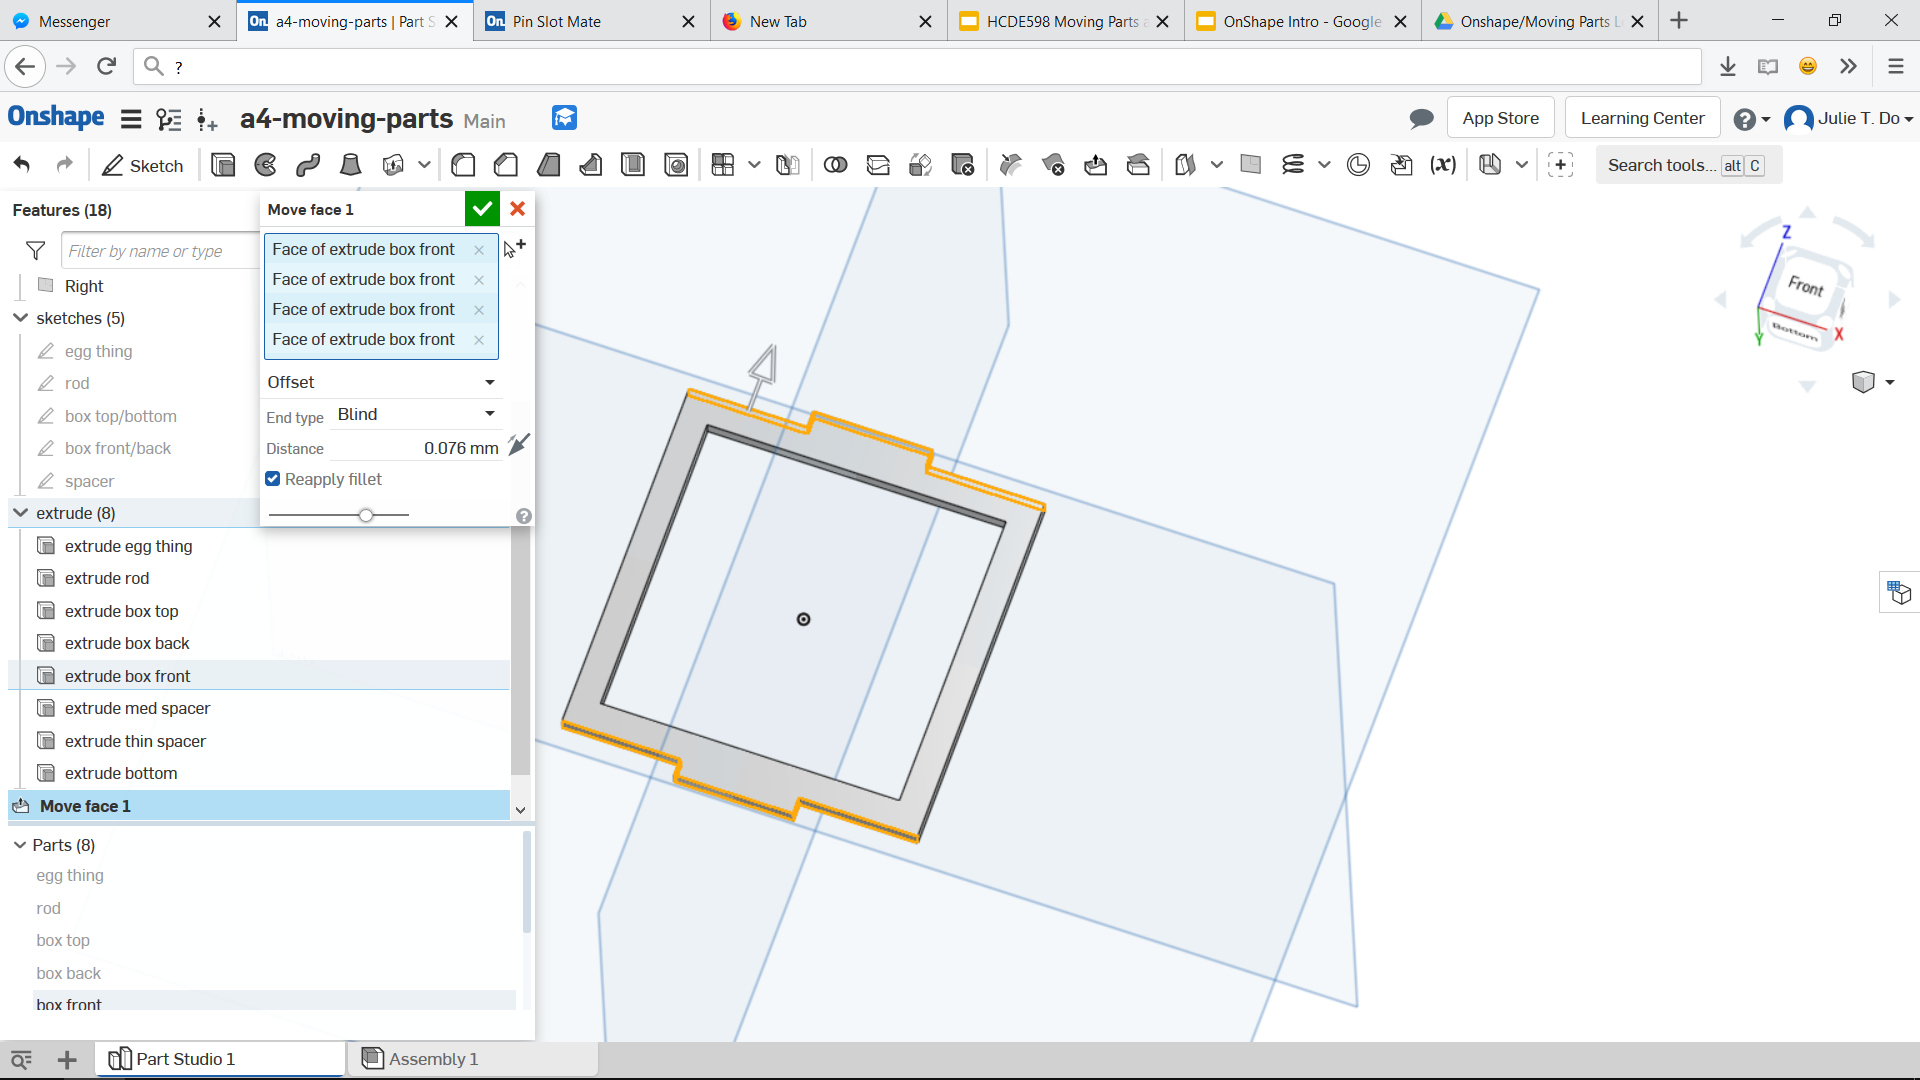 Messenger
a4-moving-parts | Part S
On. Pin Slot Mate
New Tab
HCDE598 Moving Parts a
OnShape Intro - Google
Onshape/Moving Parts L
?
Onshape
a4-moving-parts Main
App Store
Learning Center
Julie T. Do
Sketch
(x)
Search tools... alt C
Features (18)
Filter by name or type
Right
sketches (5)
egg thing
rod
box top/bottom
box front/back
spacer
extrude (8)
extrude egg thing
extrude rod
extrude box top
extrude box back
extrude box front
extrude med spacer
extrude thin spacer
extrude bottom
Move face 1
Parts (8)
egg thing
rod
box top
box back
box front
Move face 1
Face of extrude box front
Face of extrude box front
Face of extrude box front
Face of extrude box front
Offset
End type Blind
Distance 0.076 mm
Reapply fillet
Z
Front
Bottom
X
Y
Part Studio 1
Assembly 1